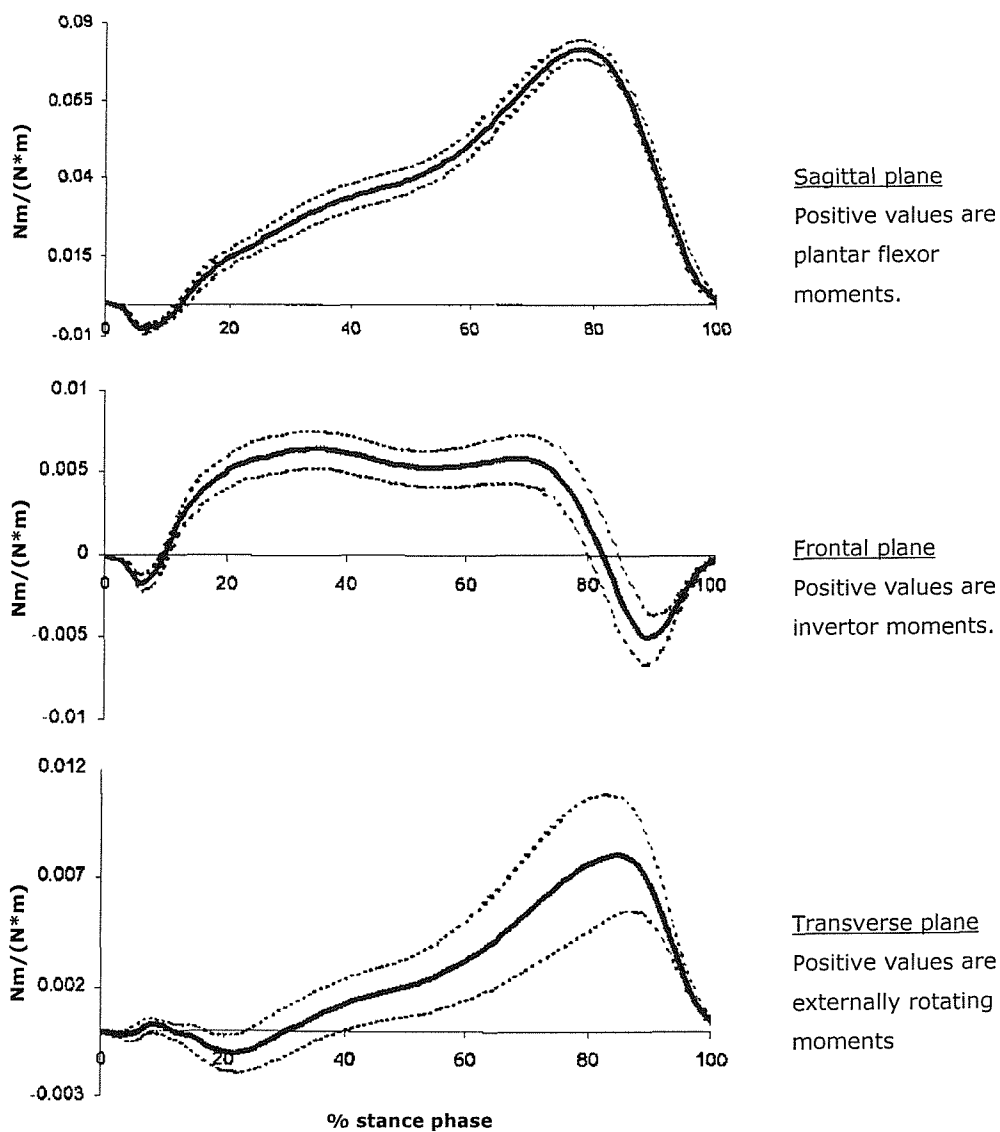 0.09
0.065
0.04
0.015
-0.01
Nm/(N*m)
0 20 40 60 80 100
Sagittal plane
Positive values are
plantar flexor
moments.
0.01
0.005
0
-0.005
-0.01
Nm/(N*m)
0 20 40 60 80 100
Frontal plane
Positive values are
invertor moments.
0.012
0.007
0.002
-0.003
Nm/(N*m)
0 20 40 60 80 100
Transverse plane
Positive values are
externally rotating
moments
% stance phase